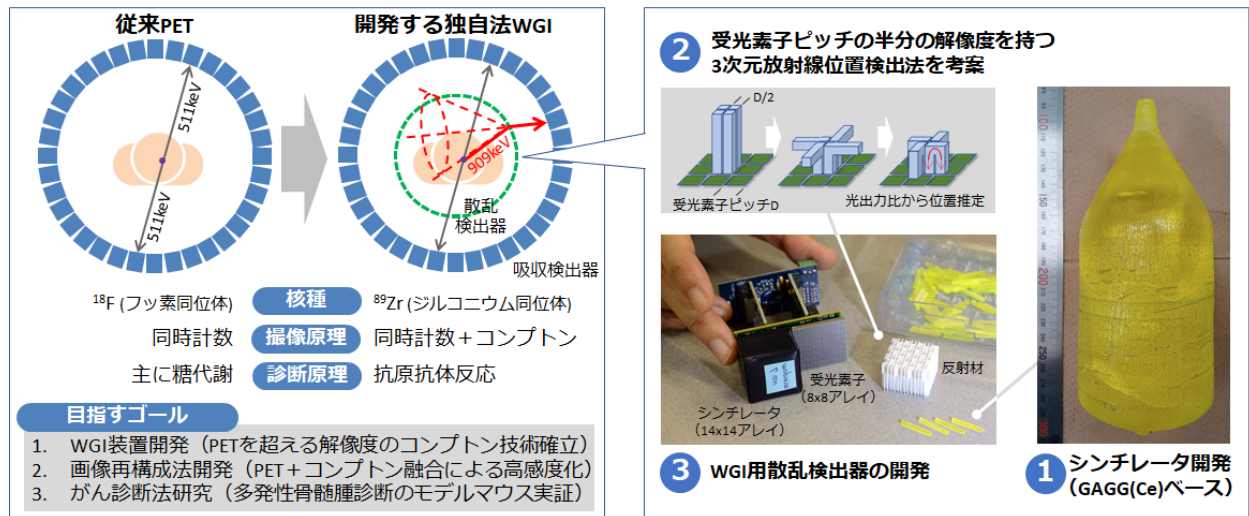 従来PET
開発する独自法WGI
511keV
511keV
909keV
散乱
検出器
吸収検出器
¹⁸F (フッ素同位体)
核種
⁸⁹Zr (ジルコニウム同位体)
同時計数
撮像原理
同時計数＋コンプトン
主に糖代謝
診断原理
抗原抗体反応
目指すゴール
1. WGI装置開発（PETを超える解像度のコンプトン技術確立）
2. 画像再構成法開発（PET＋コンプトン融合による高感度化）
3. がん診断法研究（多発性骨髄腫診断のモデルマウス実証）
2
受光素子ピッチの半分の解像度を持つ
3次元放射線位置検出法を考案
D/2
受光素子ピッチD
光出力比から位置推定
受光素子
（8x8アレイ）
反射材
シンチレータ
（14x14アレイ）
3
WGI用散乱検出器の開発
100
150
200
250
300
1
シンチレータ開発
（GAGG(Ce)ベース）